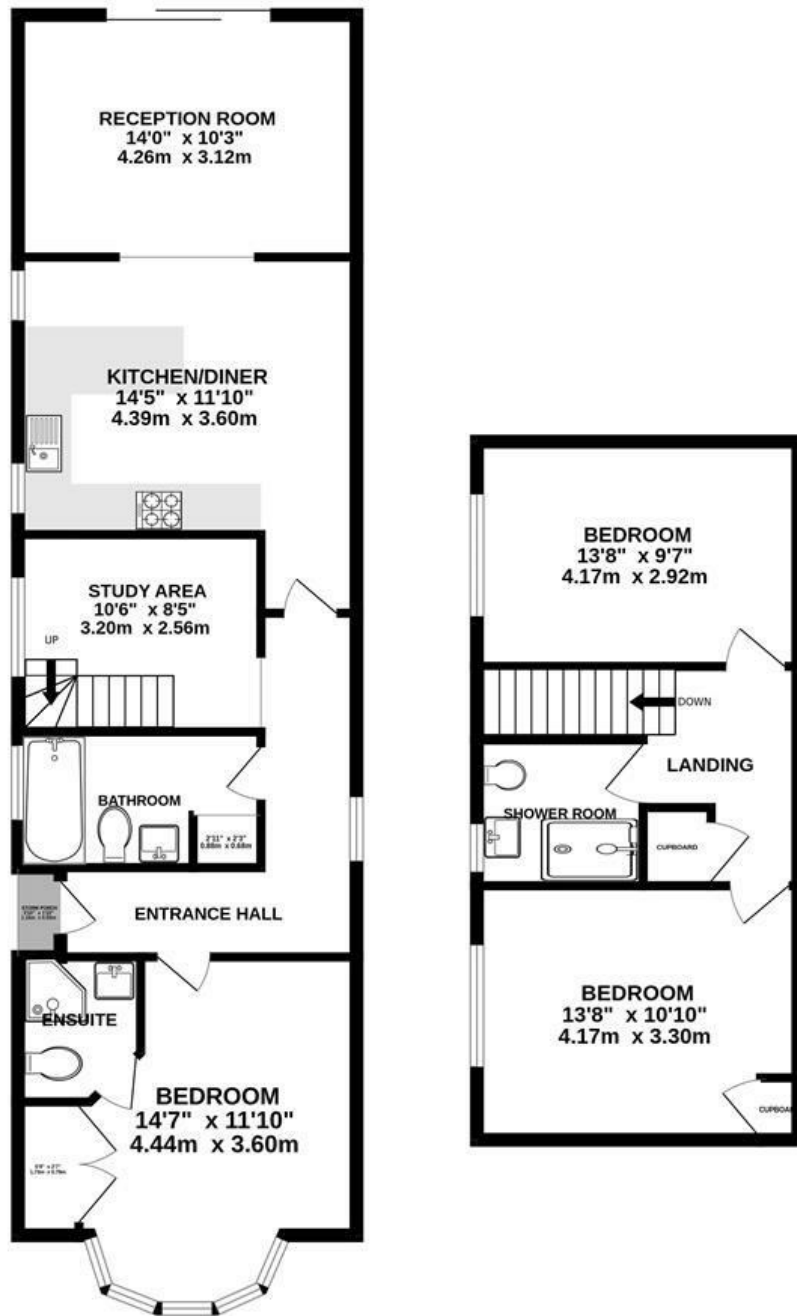 RECEPTION ROOM
14'0" x 10'3"
4.26m x 3.12m
KITCHEN/DINER
14'5" x 11'10"
4.39m x 3.60m
STUDY AREA
10'6" x 8'5"
3.20m x 2.56m
UP
BATHROOM
2'11" x 2'3"
0.88m x 0.68m
STORM PORCH
ENTRANCE HALL
ENSUITE
BEDROOM
14'7" x 11'10"
4.44m x 3.60m
BEDROOM
13'8" x 9'7"
4.17m x 2.92m
DOWN
LANDING
SHOWER ROOM
CUPBOARD
BEDROOM
13'8" x 10'10"
4.17m x 3.30m
CUPBOA